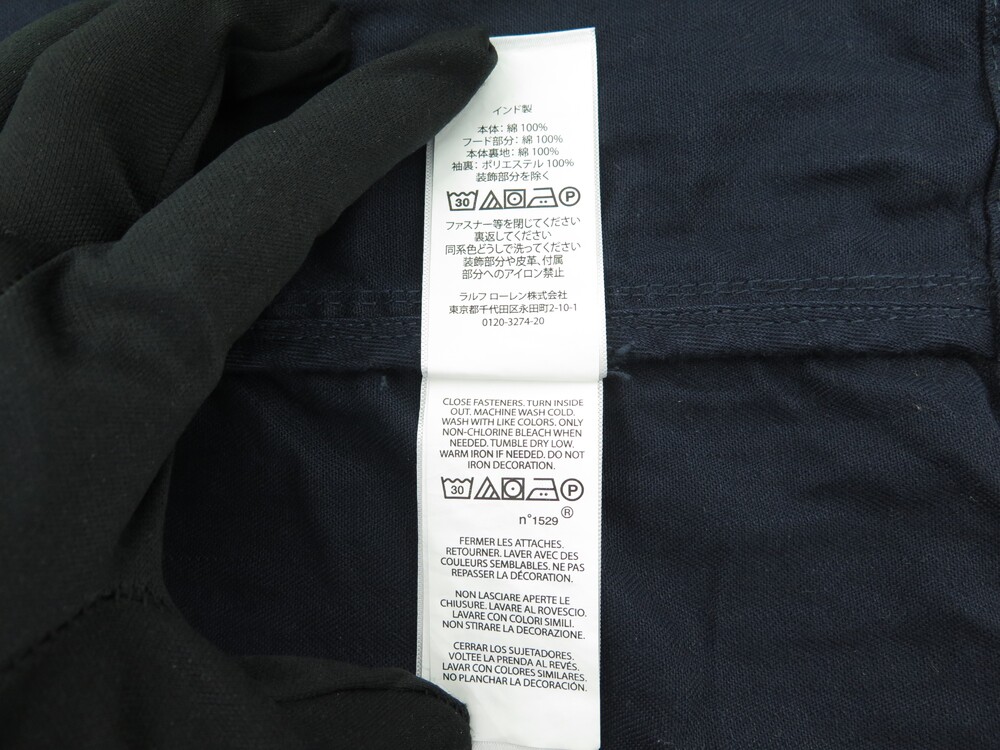 インド製
本体: 綿 100%
フード部分: 綿 100%
本体裏地: 綿 100%
袖裏: ポリエステル 100%
装飾部分を除く
30 P
ファスナー等を閉じてください
裏返してください
同系色どうしで洗ってください
装飾部分や皮革、付属
部分へのアイロン禁止
ラルフ ローレン株式会社
東京都千代田区永田町2-10-1
0120-3274-20
CLOSE FASTENERS. TURN INSIDE
OUT. MACHINE WASH COLD.
WASH WITH LIKE COLORS. ONLY
NON-CHLORINE BLEACH WHEN
NEEDED. TUMBLE DRY LOW.
WARM IRON IF NEEDED. DO NOT
IRON DECORATION.
30 P
n°1529 ®
FERMER LES ATTACHES.
RETOURNER. LAVER AVEC DES
COULEURS SEMBLABLES. NE PAS
REPASSER LA DÉCORATION.
NON LASCIARE APERTE LE
CHIUSURE. LAVARE AL ROVESCIO.
LAVARE CON COLORI SIMILI.
NON STIRARE LA DECORAZIONE.
CERRAR LOS SUJETADORES.
VOLTEE LA PRENDA AL REVÉS.
LAVAR CON COLORES SIMILARES.
NO PLANCHAR LA DECORACIÓN.